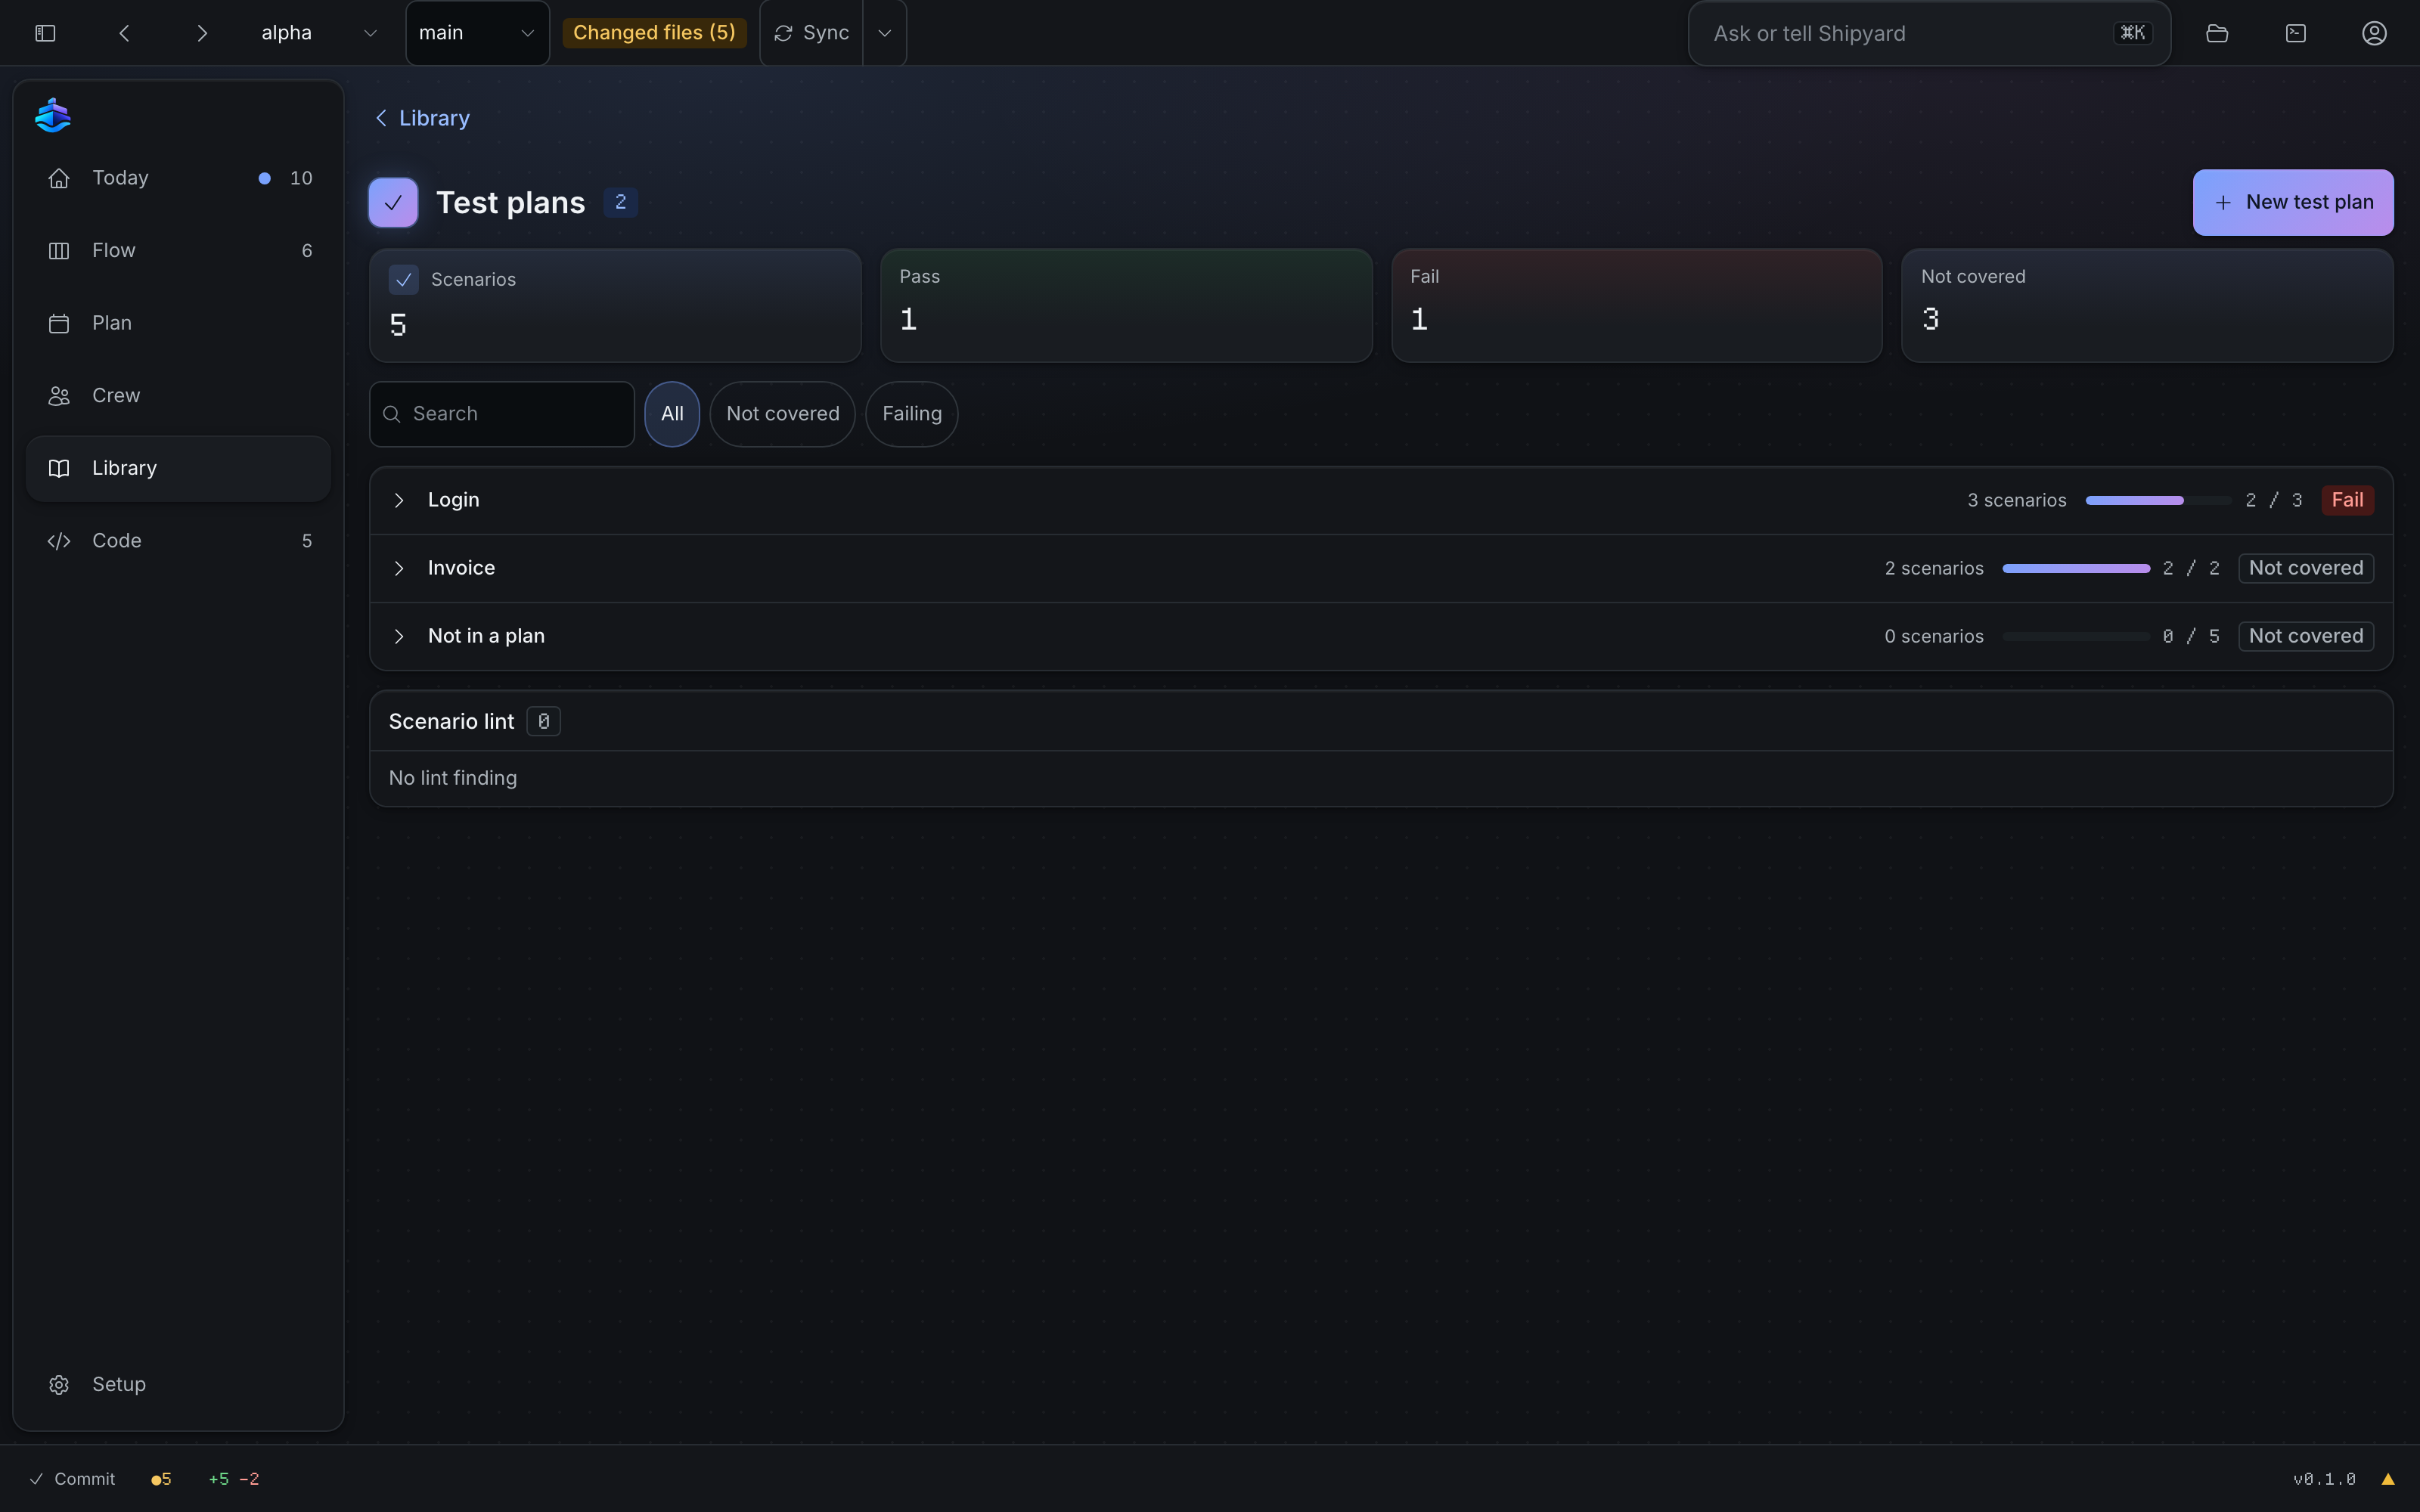 alpha
main
Changed files (5)
Sync
Ask or tell Shipyard
⌘K
Today
10
Flow
6
Plan
Crew
Library
Code
5
Setup
Library
Test plans
2
New test plan
Scenarios
5
Pass
1
Fail
1
Not covered
3
Search
All
Not covered
Failing
Login
3 scenarios
2 / 3
Fail
Invoice
2 scenarios
2 / 2
Not covered
Not in a plan
0 scenarios
0 / 5
Not covered
Scenario lint
0
No lint finding
Commit
5
+5 -2
v0.1.0